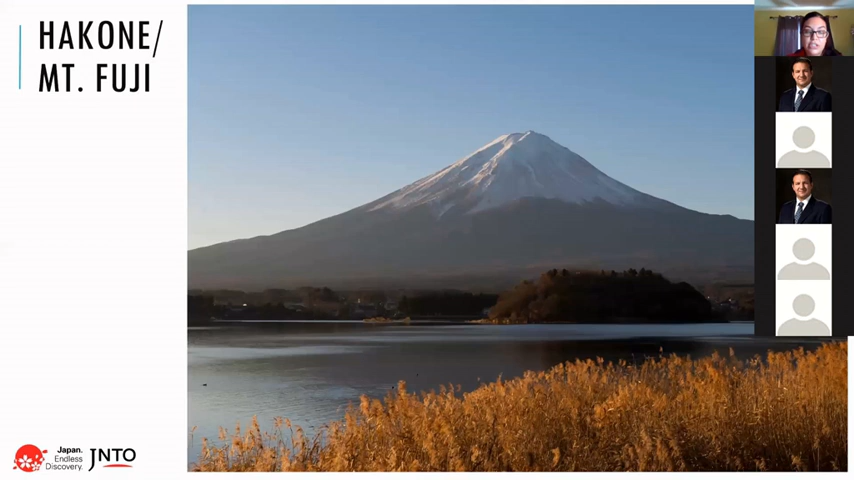 HAKONE/
MT. FUJI
Japan.
Endless
Discovery.
JNTO